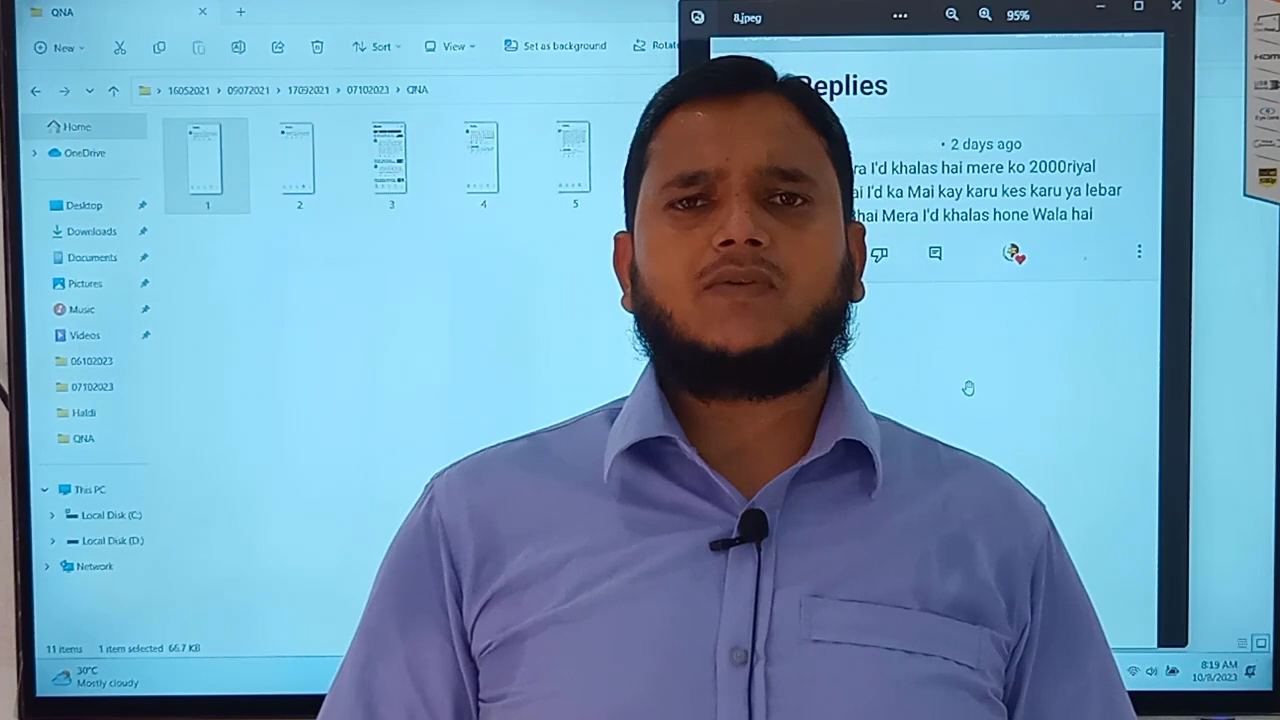 QNA
8.jpeg
95%
New
Sort
View
Set as background
Rotate
16052021 > 09072021 > 17092021 > 07102023 > QNA
Replies
Home
OneDrive
1
2
3
4
5
• 2 days ago
ra I'd khalas hai mere ko 2000riyal
ai I'd ka Mai kay karu kes karu ya lebar
Bhai Mera I'd khalas hone Wala hai
Desktop
Downloads
Documents
Pictures
Music
Videos
06102023
07102023
Haldi
QNA
This PC
Local Disk (C:)
Local Disk (D:)
Network
11 items 1 item selected 66.7 KB
30°C
Mostly cloudy
8:19 AM
10/8/2023